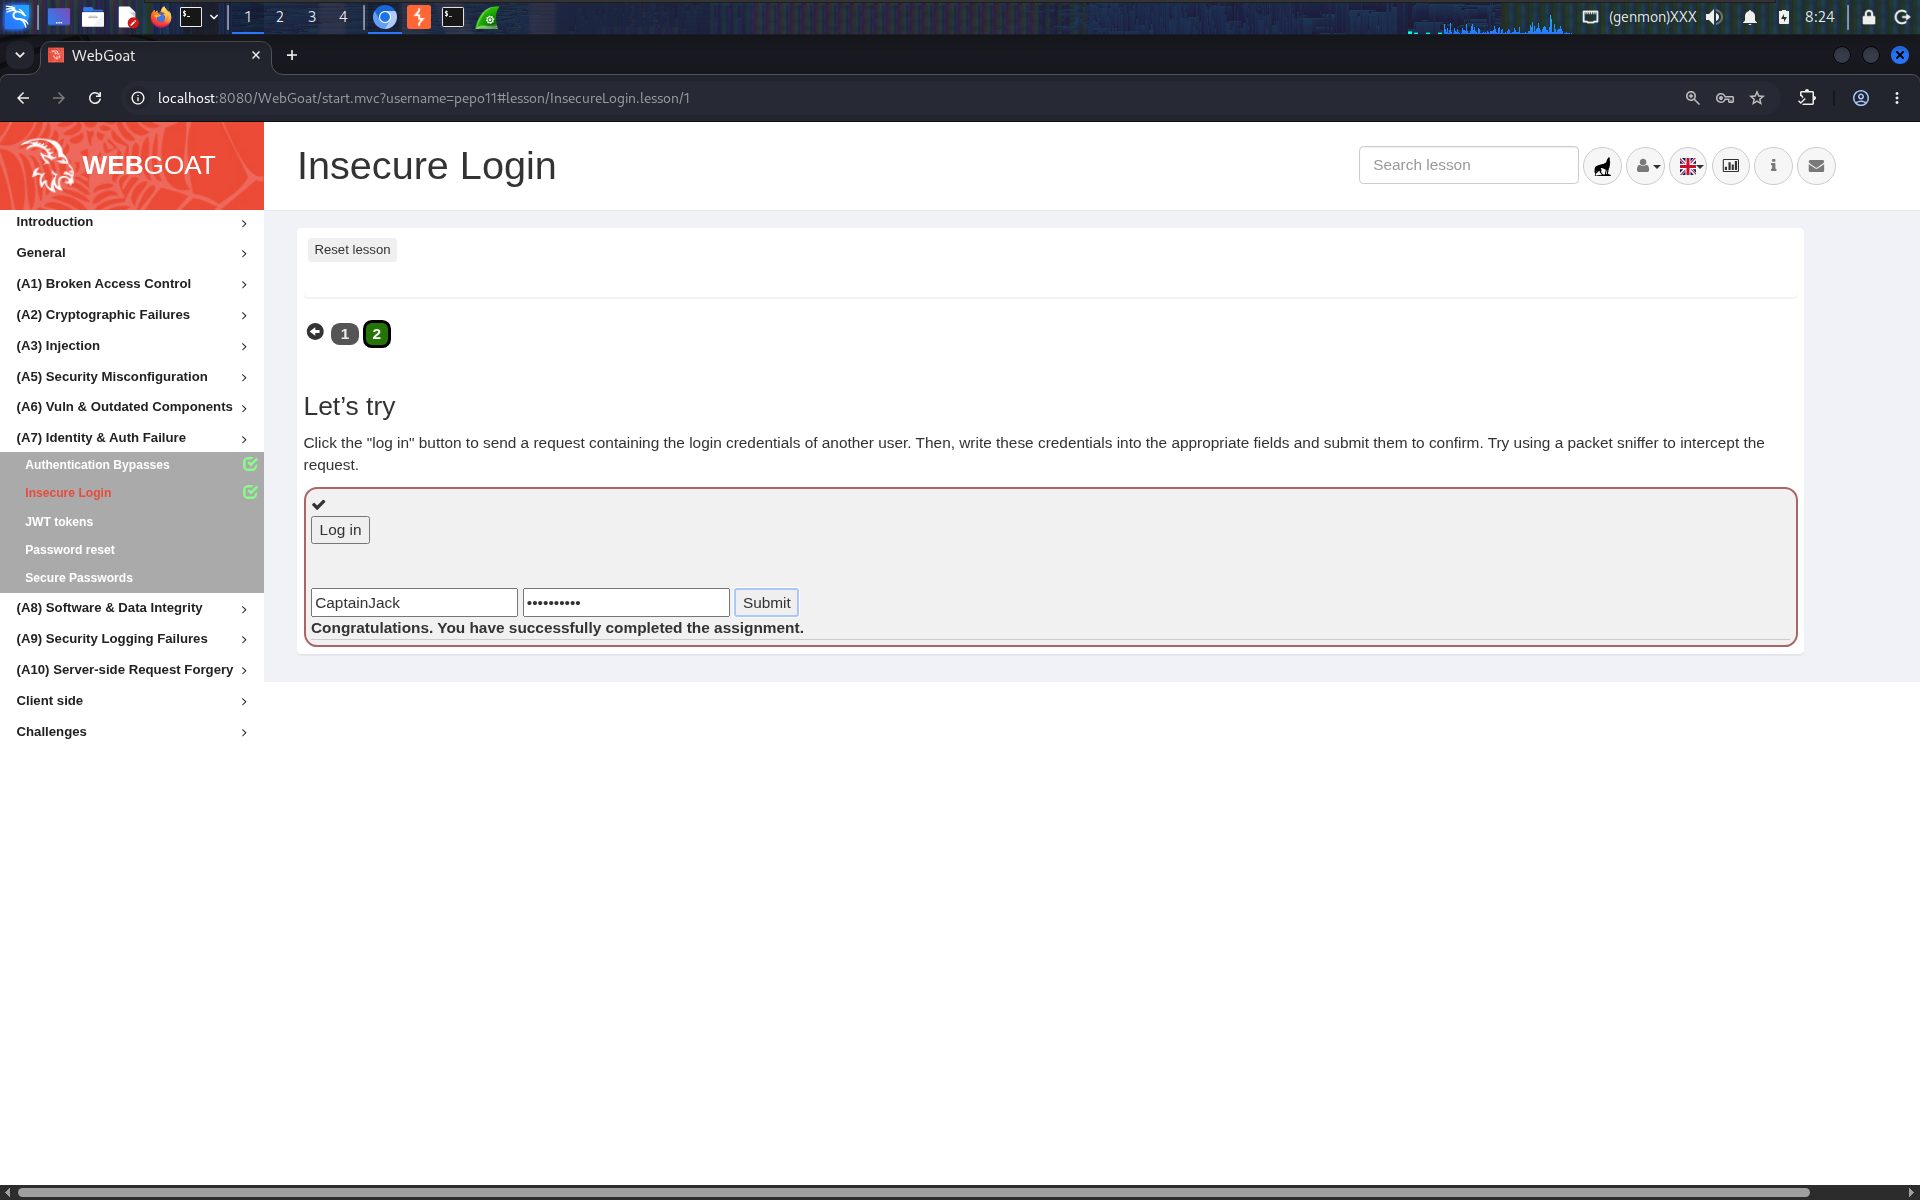 1 2 3 4 (genmon)XXX 8:24
WebGoat
localhost:8080/WebGoat/start.mvc?username=pepo11#lesson/InsecureLogin.lesson/1
WEBGOAT
Insecure Login
Search lesson
Introduction
General
(A1) Broken Access Control
(A2) Cryptographic Failures
(A3) Injection
(A5) Security Misconfiguration
(A6) Vuln & Outdated Components
(A7) Identity & Auth Failure
Authentication Bypasses
Insecure Login
JWT tokens
Password reset
Secure Passwords
(A8) Software & Data Integrity
(A9) Security Logging Failures
(A10) Server-side Request Forgery
Client side
Challenges
Reset lesson
1 2
Let’s try
Click the "log in" button to send a request containing the login credentials of another user. Then, write these credentials into the appropriate fields and submit them to confirm. Try using a packet sniffer to intercept the
request.
Log in
CaptainJack •••••••••• Submit
Congratulations. You have successfully completed the assignment.